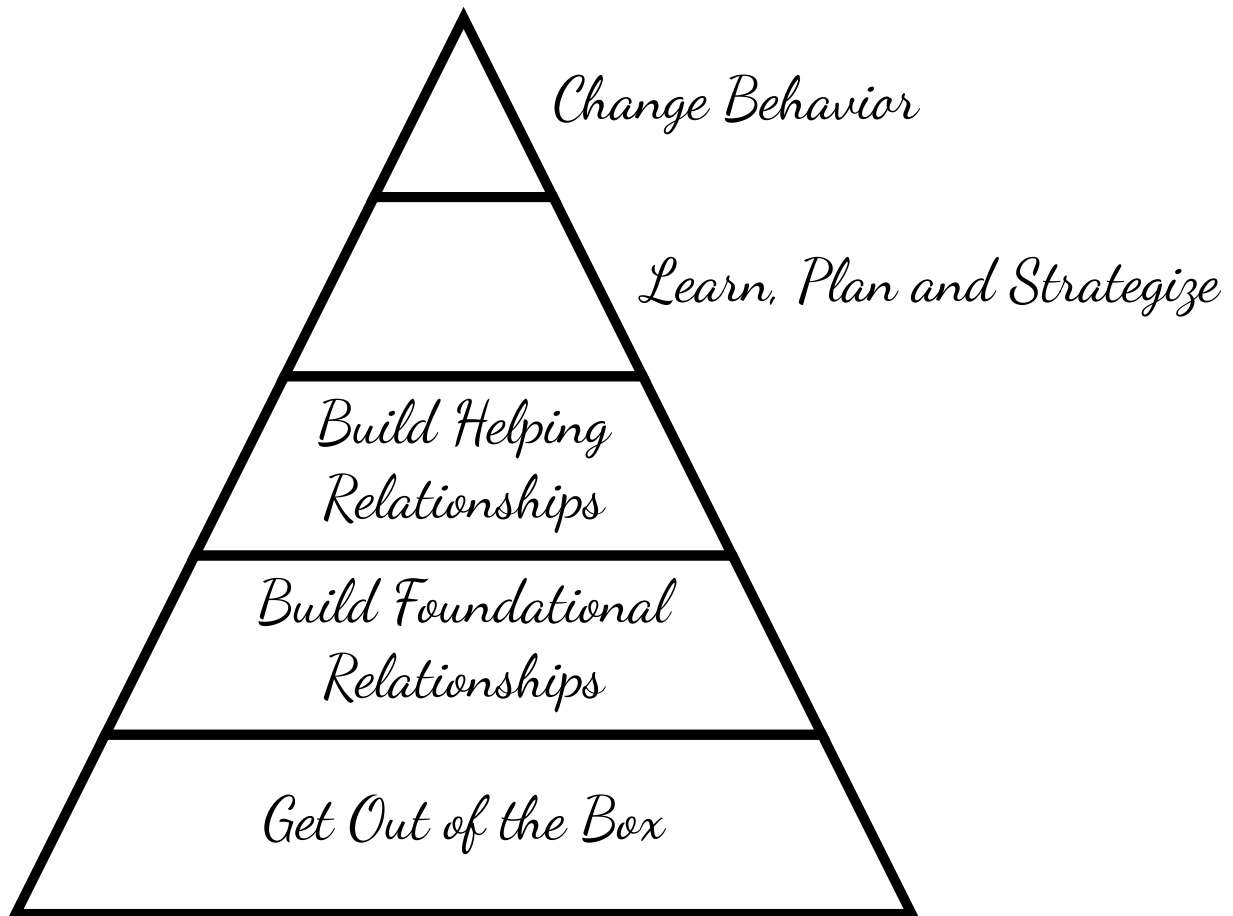 Change Behavior
Learn, Plan and Strategize
Build Helping
Relationships
Build Foundational
Relationships
Get Out of the Box